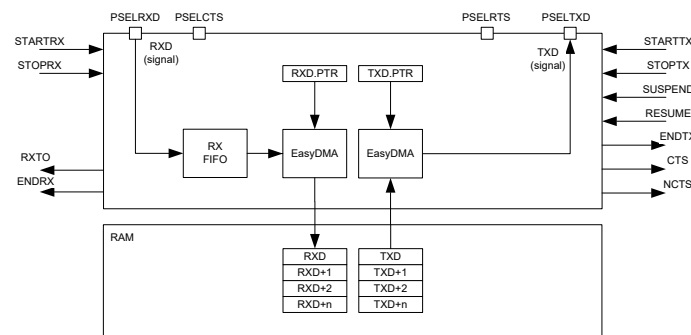 PSELRXD PSELCTS PSELRTS PSELTXD
STARTRX
STOPRX
RXD
(signal)
TXD
(signal)
STARTTX
STOPTX
SUSPEND
RESUME
RXD.PTR TXD.PTR
RX
FIFO
EasyDMA EasyDMA
RXTO
ENDRX
ENDTX
CTS
NCTS
RAM
RXD TXD
RXD+1 TXD+1
RXD+2 TXD+2
RXD+n TXD+n